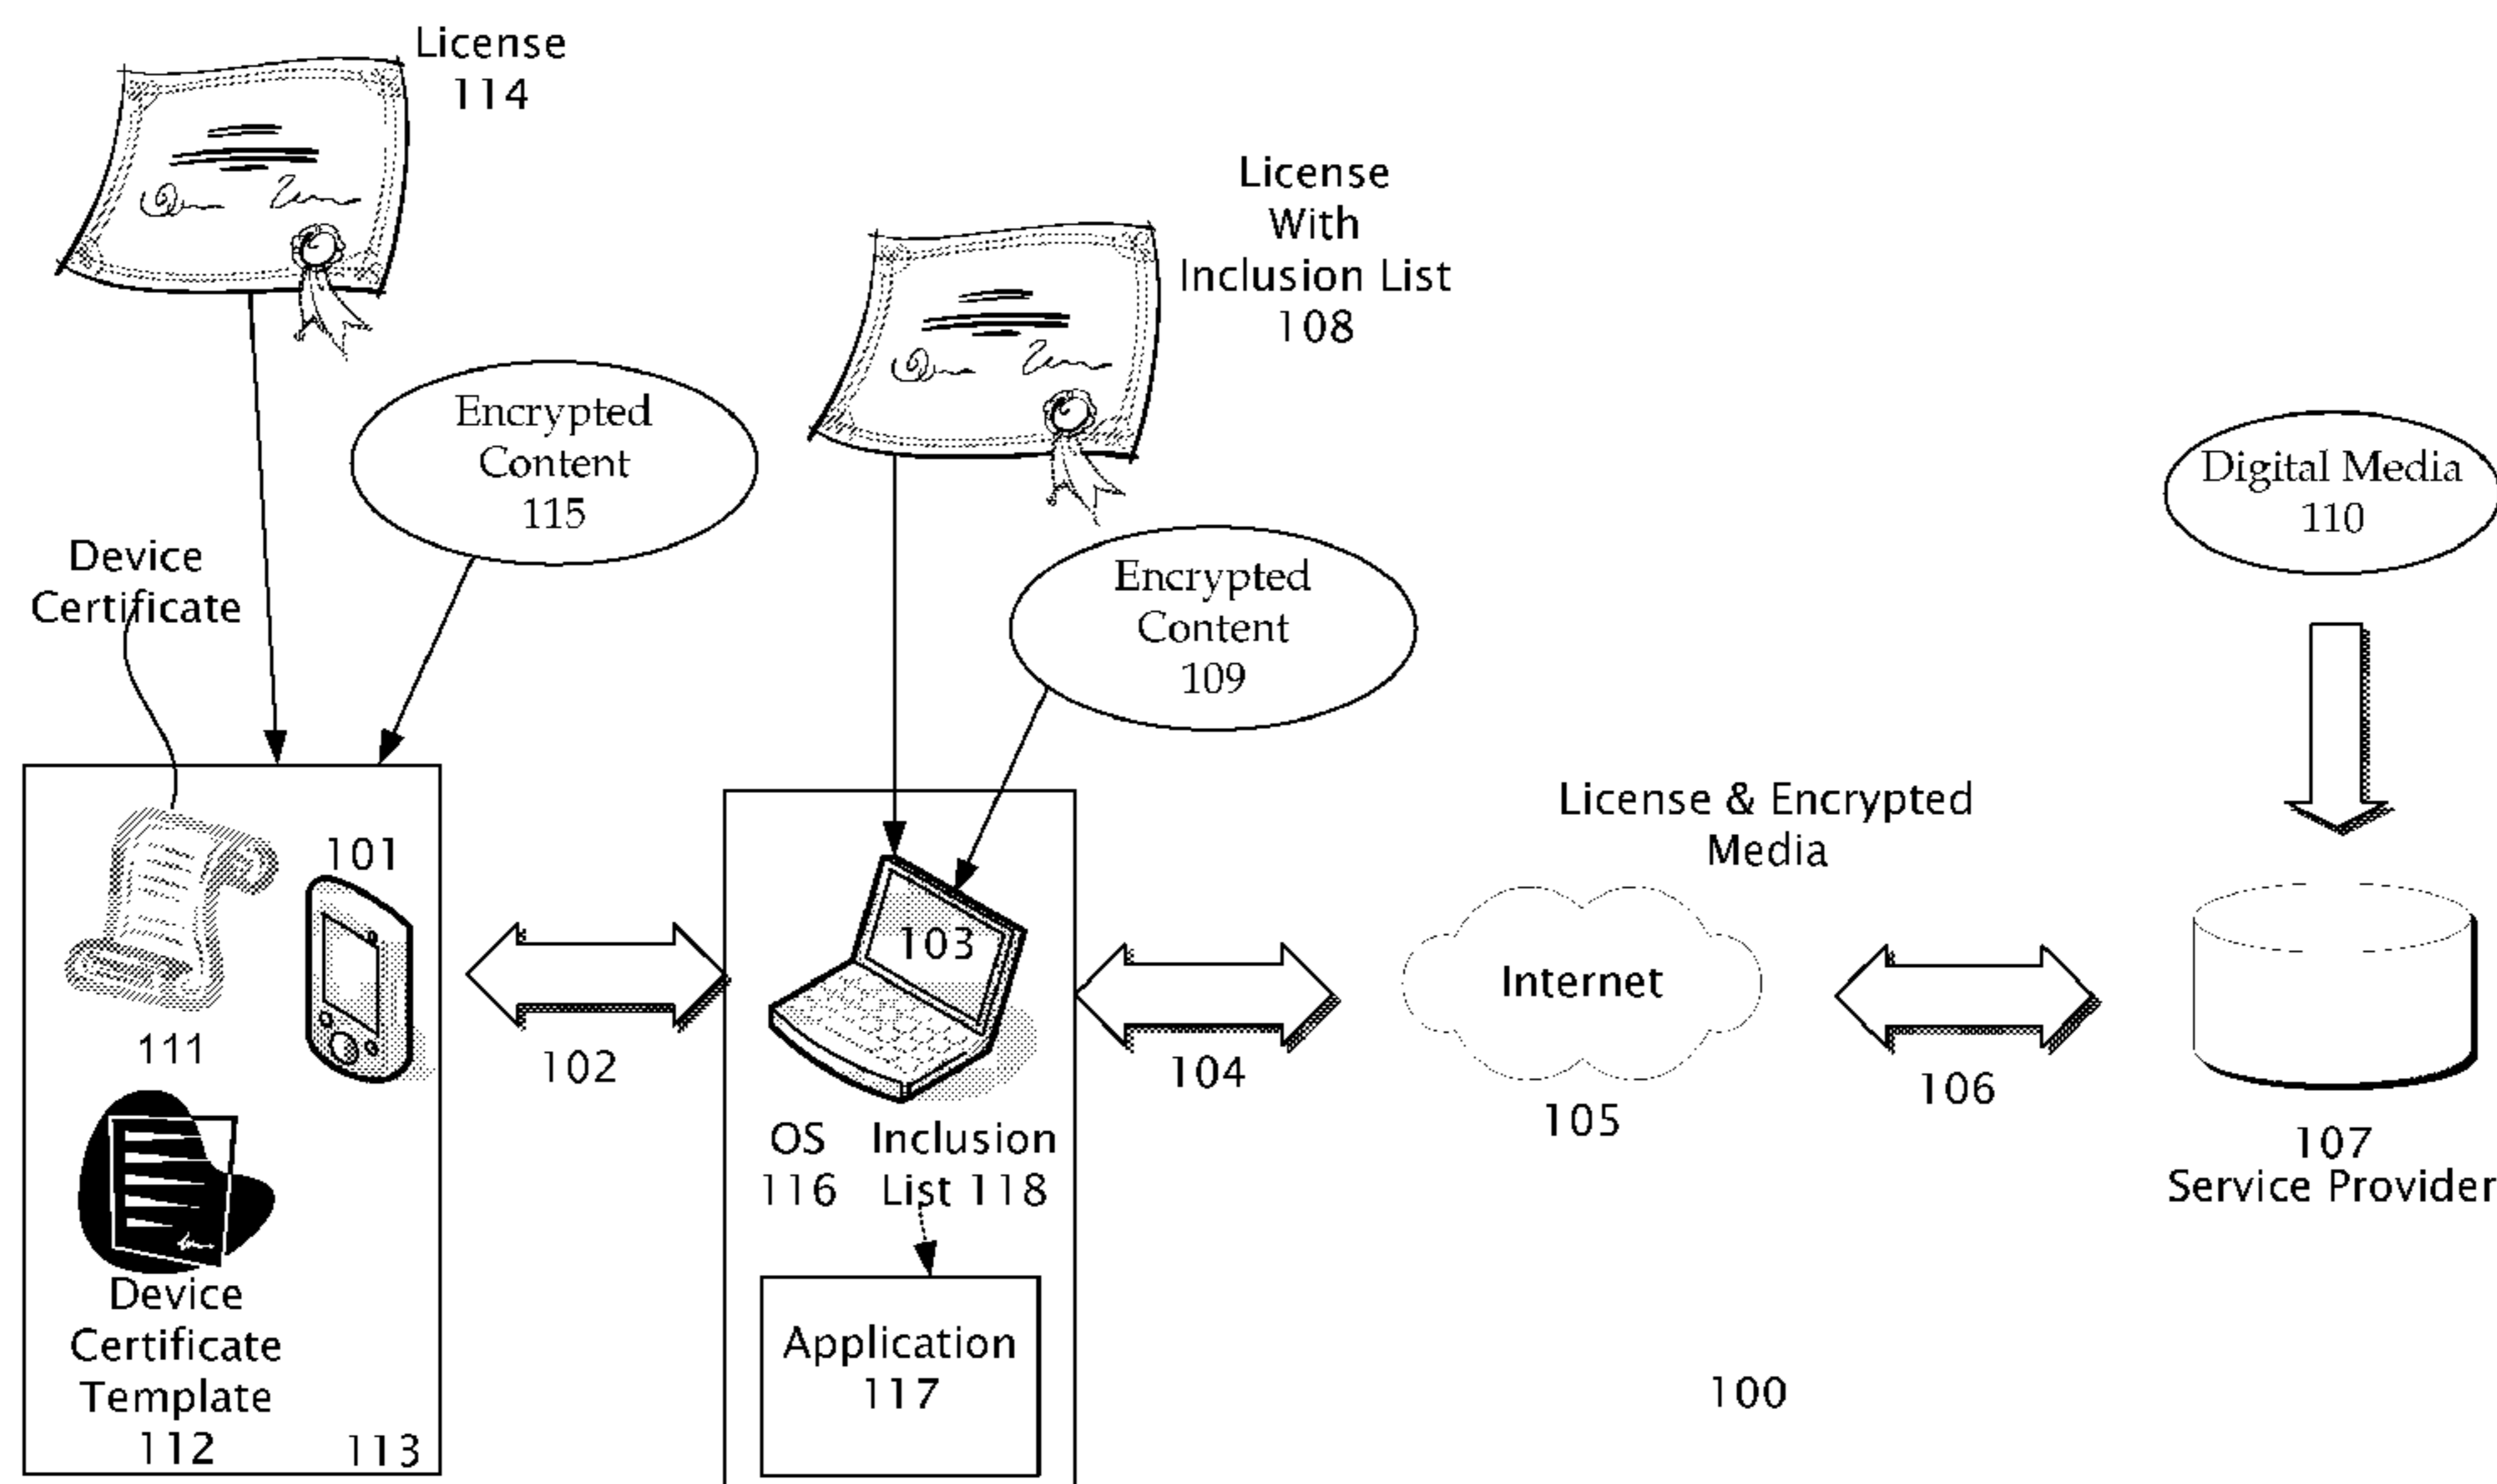 License
114
License
With
Inclusion List
108
Encrypted
Content
115
Digital Media
110
Device
Certificate
Encrypted
Content
109
License & Encrypted
Media
101
103
Internet
111
102
104
105
106
107
Service Provider
OS
116
Inclusion
List 118
Device
Certificate
Template
112
113
Application
117
100